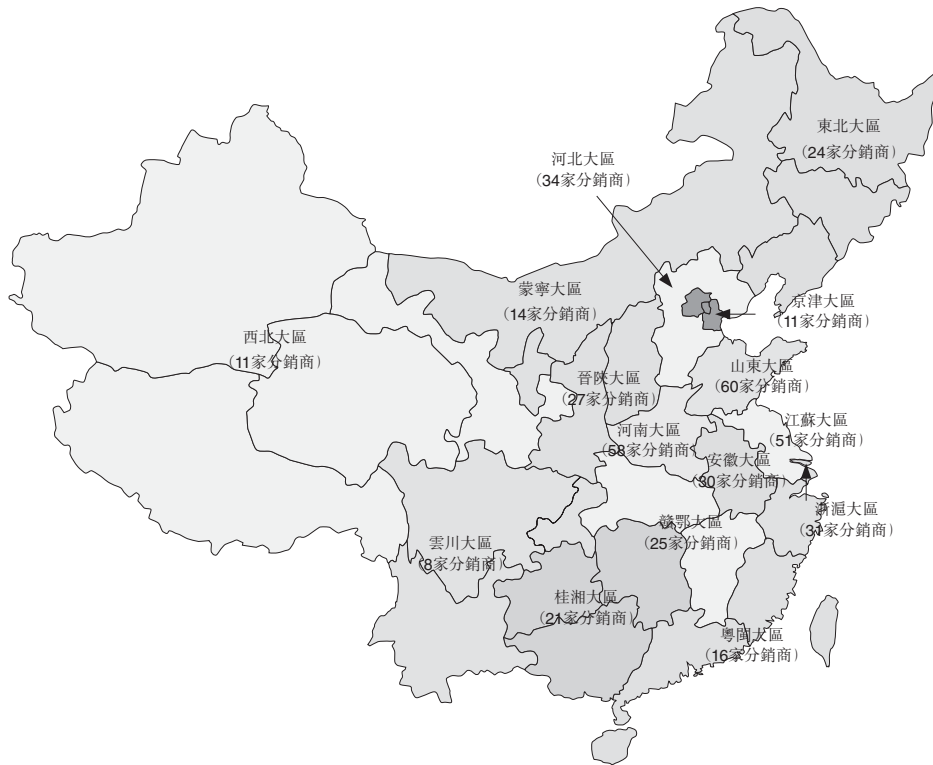 東北大區
(24家分銷商)
河北大區
(34家分銷商)
蒙寧大區
(14家分銷商)
京津大區
(11家分銷商)
西北大區
(11家分銷商)
山東大區
(60家分銷商)
晉陝大區
(27家分銷商)
江蘇大區
(51家分銷商)
河南大區
(58家分銷商)
安徽大區
(30家分銷商)
浙滬大區
(31家分銷商)
贛鄂大區
(25家分銷商)
雲川大區
(8家分銷商)
桂湘大區
(21家分銷商)
粵閩大區
(16家分銷商)